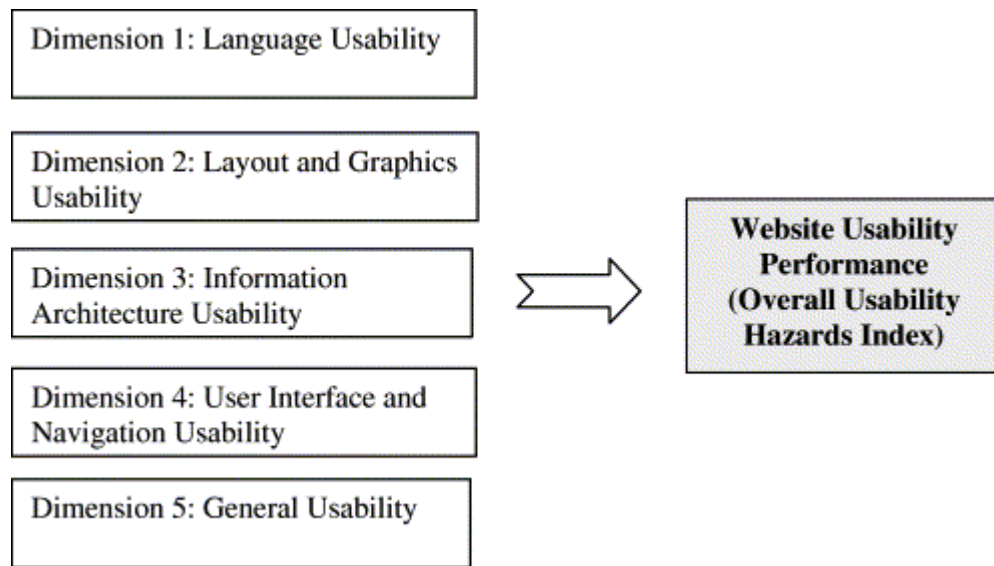 Dimension 1: Language Usability
Dimension 2: Layout and Graphics
Usability
Dimension 3: Information
Architecture Usability
Dimension 4: User Interface and
Navigation Usability
Dimension 5: General Usability
Website Usability
Performance
(Overall Usability
Hazards Index)